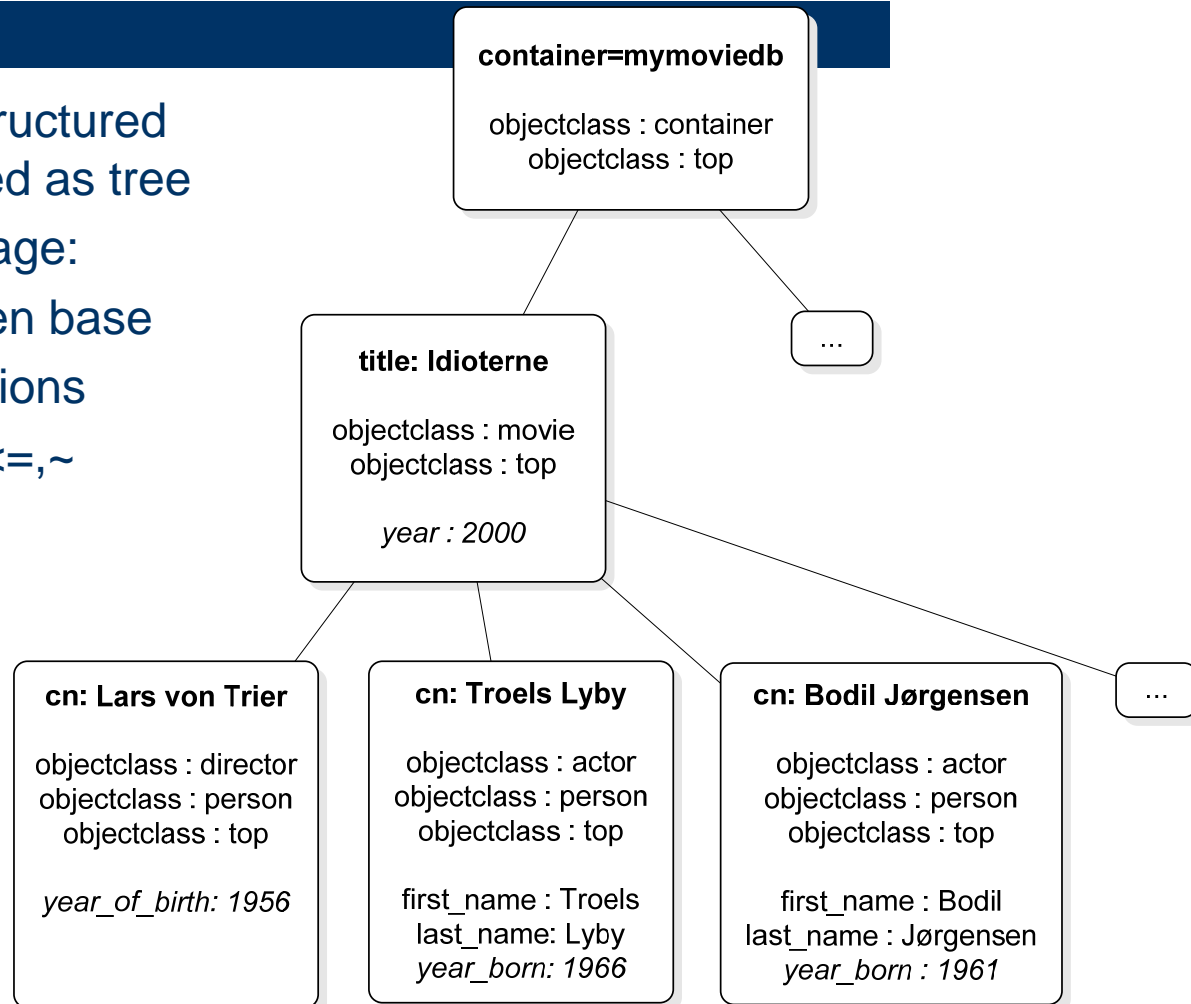 ructured
ed as tree
age:
en base
ions
<=,~
container=mymoviedb
objectclass : container
objectclass : top
title: Idioterne
objectclass : movie
objectclass : top
year : 2000
...
cn: Lars von Trier
objectclass : director
objectclass : person
objectclass : top
year_of_birth: 1956
cn: Troels Lyby
objectclass : actor
objectclass : person
objectclass : top
first_name : Troels
last_name: Lyby
year_born: 1966
cn: Bodil Jørgensen
objectclass : actor
objectclass : person
objectclass : top
first_name : Bodil
last_name : Jørgensen
year_born : 1961
...